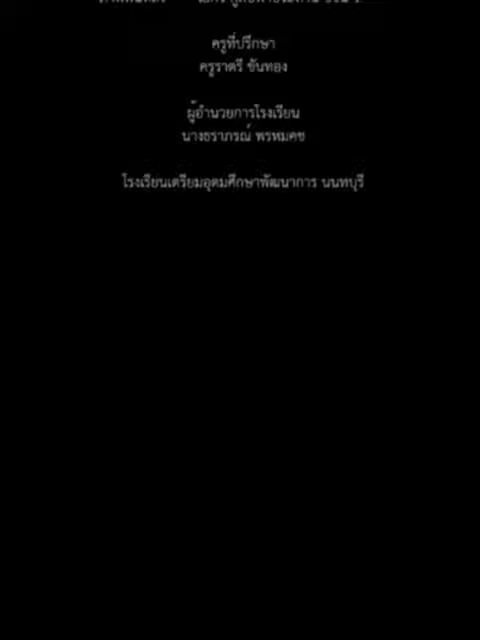 ครูที่ปรึกษา
ครูราตรี ขันทอง
ผู้อำนวยการโรงเรียน
นางธราภรณ์ พรหมคช
โรงเรียนเตรียมอุดมศึกษาพัฒนาการ นนทบุรี